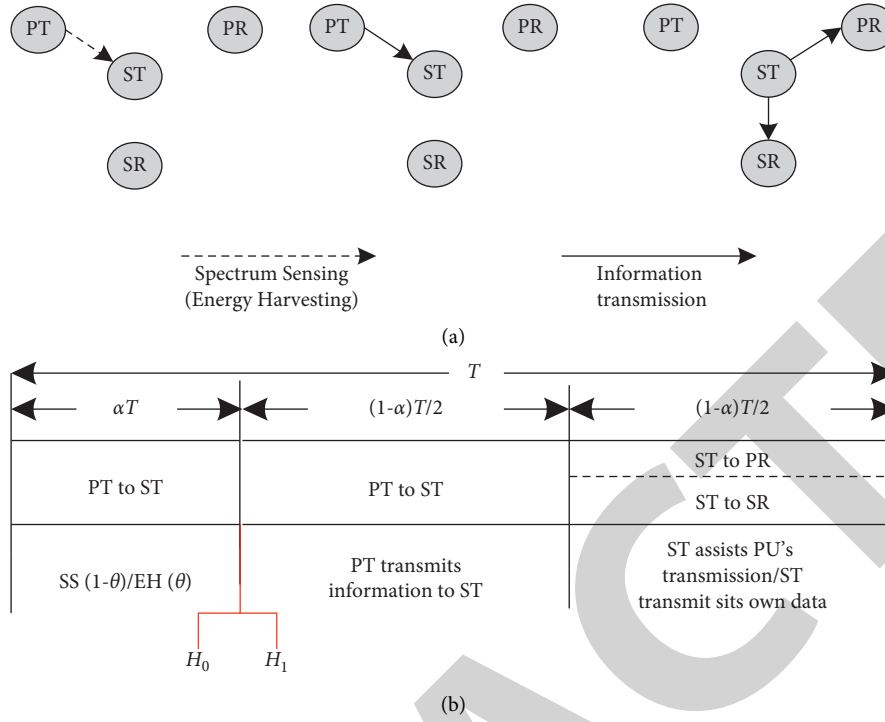 PT
PR
PT
PR
PT
PR
ST
ST
ST
SR
SR
SR
Spectrum Sensing
(Energy Harvesting)
Information
transmission
(a)
T
αT
(1-α)T/2
(1-α)T/2
PT to ST
PT to ST
ST to PR
ST to SR
SS (1-θ)/EH (θ)
PT transmits
information to ST
ST assists PU's
transmission/ST
transmit sits own data
H0
H1
(b)